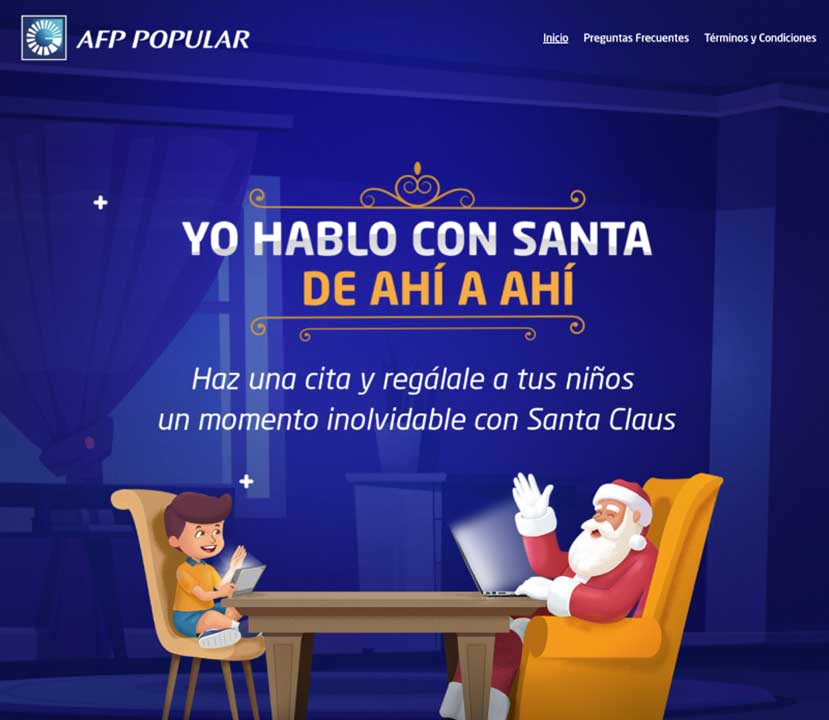 AFP POPULAR
Inicio Preguntas Frecuentes Términos y Condiciones
YO HABLO CON SANTA
DE AHÍ A AHÍ
Haz una cita y regálale a tus niños
un momento inolvidable con Santa Claus